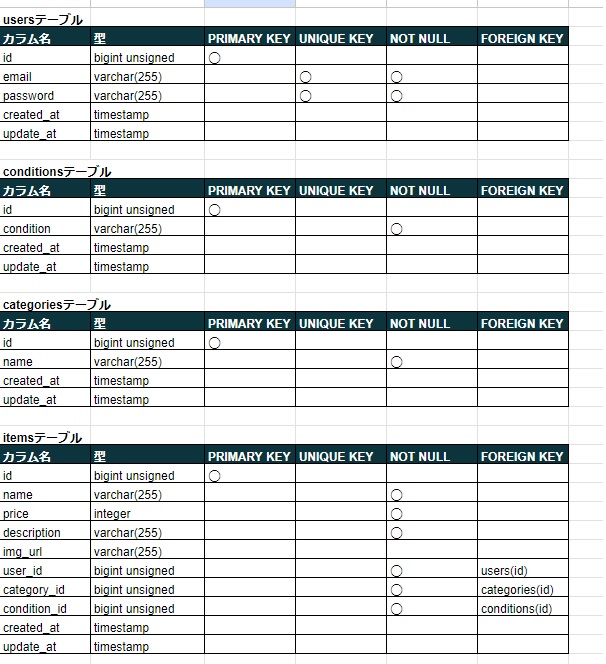 usersテーブル
カラム名 型 PRIMARY KEY UNIQUE KEY NOT NULL FOREIGN KEY
id bigint unsigned ○
email varchar(255) ○ ○
password varchar(255) ○ ○
created_at timestamp
update_at timestamp
conditionsテーブル
カラム名 型 PRIMARY KEY UNIQUE KEY NOT NULL FOREIGN KEY
id bigint unsigned ○
condition varchar(255) ○
created_at timestamp
update_at timestamp
categoriesテーブル
カラム名 型 PRIMARY KEY UNIQUE KEY NOT NULL FOREIGN KEY
id bigint unsigned ○
name varchar(255) ○
created_at timestamp
update_at timestamp
itemsテーブル
カラム名 型 PRIMARY KEY UNIQUE KEY NOT NULL FOREIGN KEY
id bigint unsigned ○
name varchar(255) ○
price integer ○
description varchar(255) ○
img_url varchar(255)
user_id bigint unsigned ○ users(id)
category_id bigint unsigned ○ categories(id)
condition_id bigint unsigned ○ conditions(id)
created_at timestamp
update_at timestamp